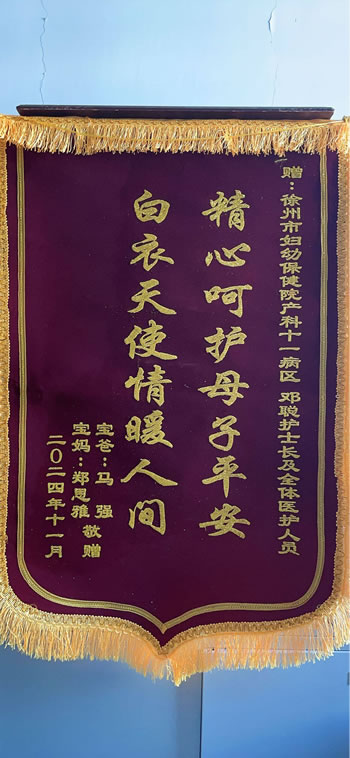 赠：徐州市妇幼保健院产科十一病区 邓聪护士长及全体医护人员
精心呵护母子平安
白衣天使情暖人间
宝爸：马强
宝妈：郑恩雅 敬赠
二〇二四年十一月